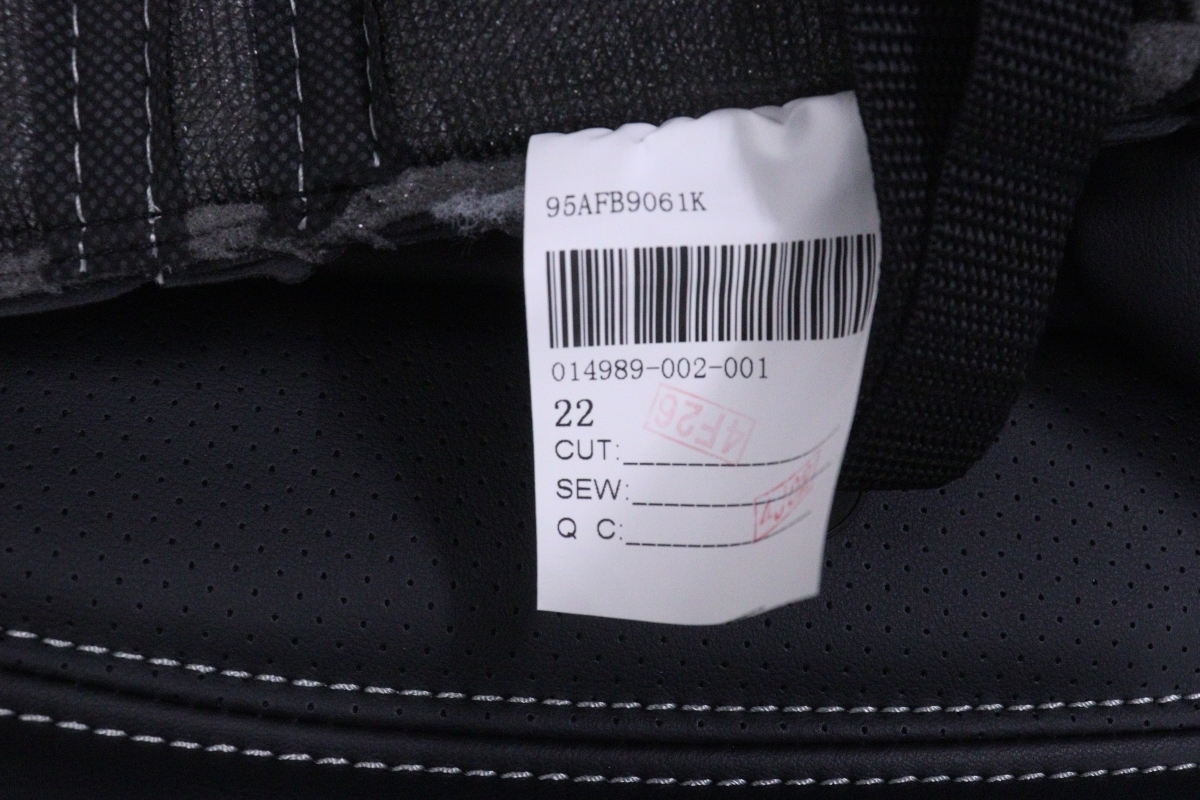 95AFB9061K
014989-002-001
22
4F26
CUT:
SEW:
Q C: